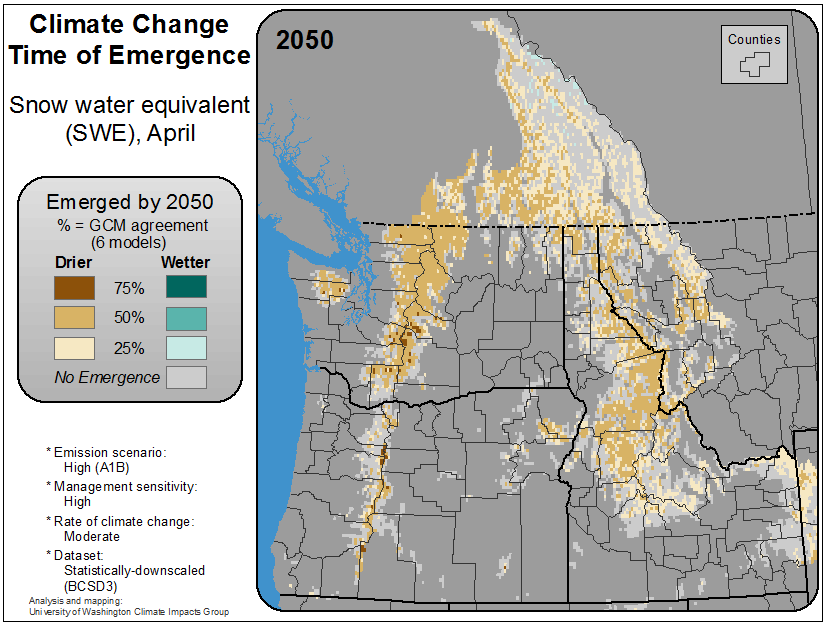 Climate Change
Time of Emergence
Snow water equivalent
(SWE), April
Emerged by 2050
% = GCM agreement
(6 models)
Drier Wetter
75%
50%
25%
No Emergence
* Emission scenario:
High (A1B)
* Management sensitivity:
High
* Rate of climate change:
Moderate
* Dataset:
Statistically-downscaled
(BCSD3)
Analysis and mapping:
University of Washington Climate Impacts Group
2050
Counties